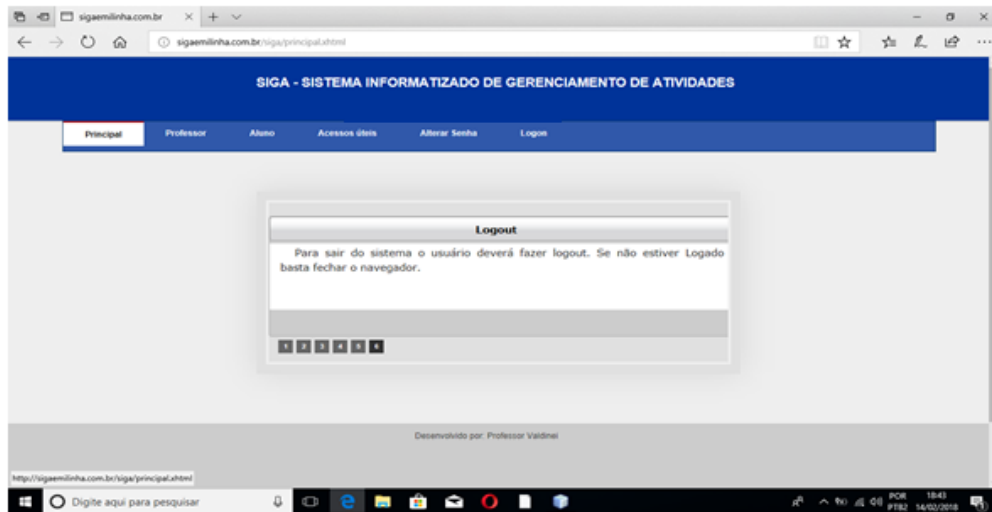 sigaemilinha.com.br
sigaemilinha.com.br/siga/principal.xhtml
SIGA - SISTEMA INFORMATIZADO DE GERENCIAMENTO DE ATIVIDADES
Principal Professor Aluno Acessos úteis Alterar Senha Logon
Logout
Para sair do sistema o usuário deverá fazer logout. Se não estiver Logado
basta fechar o navegador.
1 2 3 4 5 6
Desenvolvido por: Professor Valdinei
http://sigaemilinha.com.br/siga/principal.xhtml
Digite aqui para pesquisar
POR 18:43
PTB2 14/02/2018